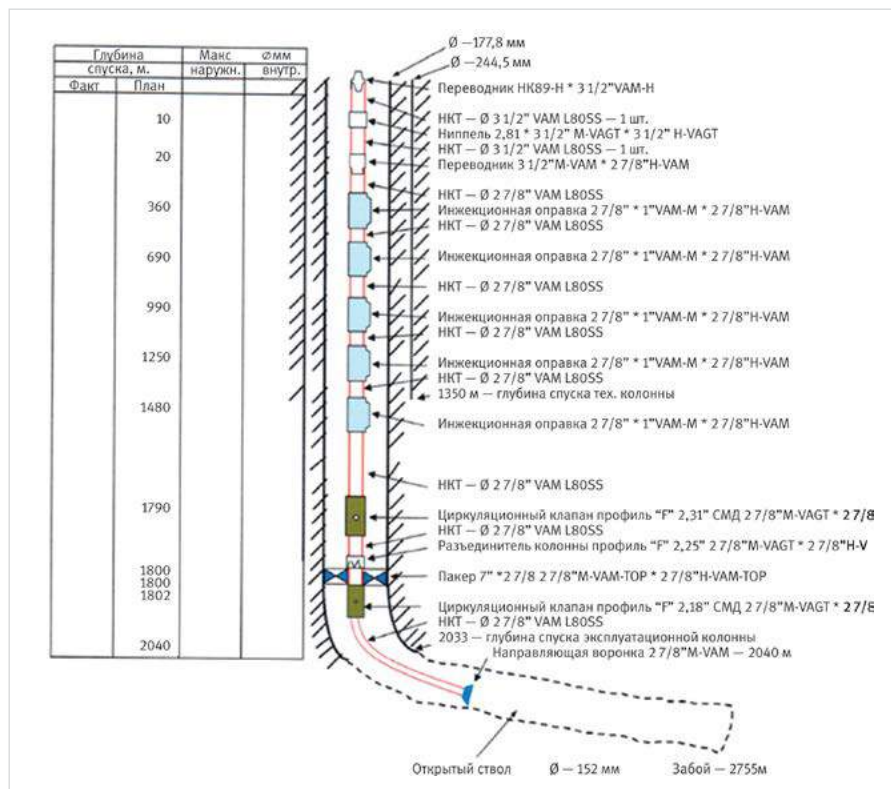 Глубина Макс Ø мм
спуска, м. наружн. внутр.
Факт План
10
20
360
690
990
1250
1480
1790
1800
1800
1802
2040
Ø —177,8 мм
Ø —244,5 мм
Переводник НК89-Н * 3 1/2”VAM-Н
НКТ — Ø 3 1/2” VAM L80SS — 1 шт.
Ниппель 2,81 * 3 1/2” М-VAGT * 3 1/2” Н-VAGT
НКТ — Ø 3 1/2” VAM L80SS — 1 шт.
Переводник 3 1/2”М-VAM * 2 7/8”Н-VAM
НКТ — Ø 2 7/8” VAM L80SS
Инжекционная оправка 2 7/8” * 1”VAM-М * 2 7/8”Н-VAM
НКТ — Ø 2 7/8” VAM L80SS
Инжекционная оправка 2 7/8” * 1”VAM-М * 2 7/8”Н-VAM
НКТ — Ø 2 7/8” VAM L80SS
Инжекционная оправка 2 7/8” * 1”VAM-М * 2 7/8”Н-VAM
НКТ — Ø 2 7/8” VAM L80SS
Инжекционная оправка 2 7/8” * 1”VAM-М * 2 7/8”Н-VAM
НКТ — Ø 2 7/8” VAM L80SS
1350 м — глубина спуска тех. колонны
Инжекционная оправка 2 7/8” * 1”VAM-М * 2 7/8”Н-VAM
НКТ — Ø 2 7/8” VAM L80SS
Циркуляционный клапан профиль “F” 2,31” СМД 2 7/8”М-VAGT * 2 7/8
НКТ — Ø 2 7/8” VAM L80SS
Разъединитель колонны профиль “F” 2,25” 2 7/8”М-VAGT * 2 7/8”Н-V
Пакер 7” *2 7/8 2 7/8”М-VAM-TOP * 2 7/8”Н-VAM-TOP
Циркуляционный клапан профиль “F” 2,18” СМД 2 7/8”М-VAGT * 2 7/8
НКТ — Ø 2 7/8” VAM L80SS
2033 — глубина спуска эксплуатационной колонны
Направляющая воронка 2 7/8”М-VAM — 2040 м
Открытый ствол Ø — 152 мм Забой — 2755м